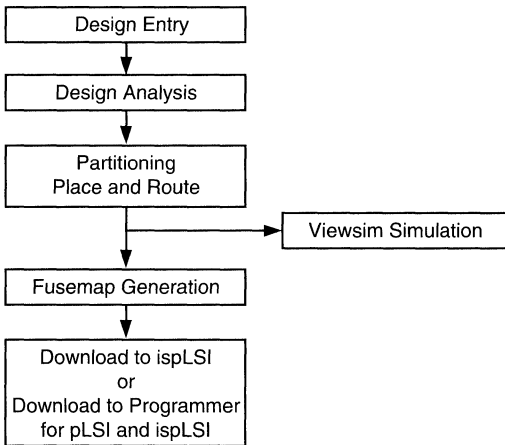 Design Entry
Design Analysis
Partitioning
Place and Route
Viewsim Simulation
Fusemap Generation
Download to ispLSI
or
Download to Programmer
for pLSI and ispLSI